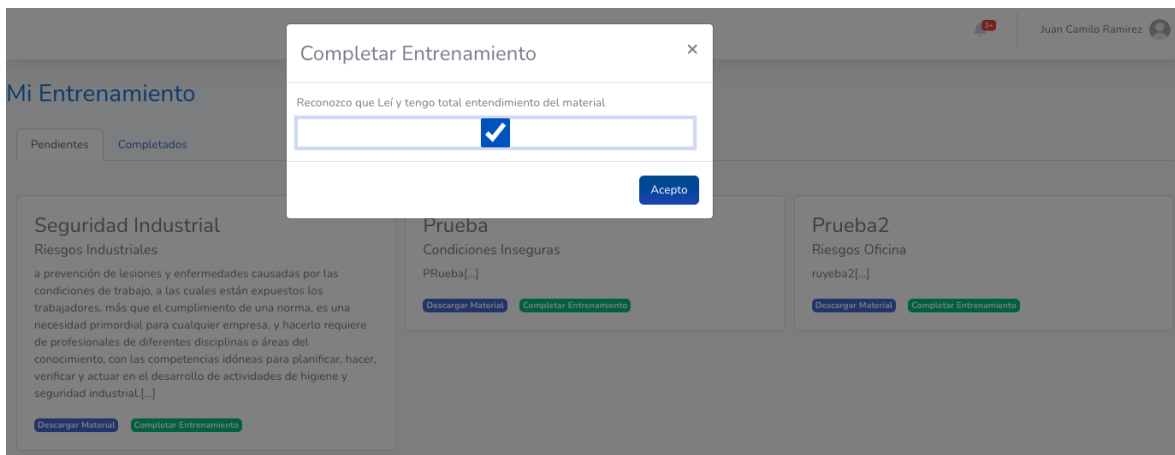 3+
Juan Camilo Ramirez
Completar Entrenamiento
×
Mi Entrenamiento
Reconozco que Leí y tengo total entendimiento del material
Pendientes
Completados
Acepto
Seguridad Industrial
Riesgos Industriales
a prevención de lesiones y enfermedades causadas por las
condiciones de trabajo, a las cuales están expuestos los
trabajadores, más que el cumplimiento de una norma, es una
necesidad primordial para cualquier empresa, y hacerlo requiere
de profesionales de diferentes disciplinas o áreas del
conocimiento, con las competencias idóneas para planificar, hacer,
verificar y actuar en el desarrollo de actividades de higiene y
seguridad industrial.[...]
Descargar Material
Completar Entrenamiento
Prueba
Condiciones Inseguras
PRueba[...]
Descargar Material
Completar Entrenamiento
Prueba2
Riesgos Oficina
ruyeba2[...]
Descargar Material
Completar Entrenamiento